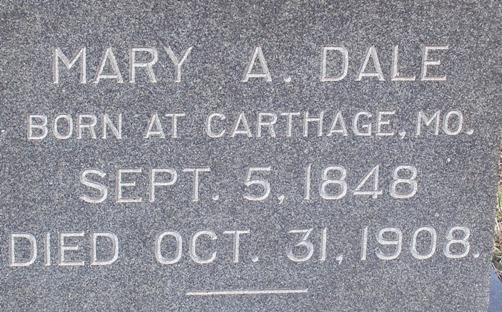 MARY A. DALE
BORN AT CARTHAGE, MO.
SEPT. 5, 1848
DIED OCT. 31, 1908.